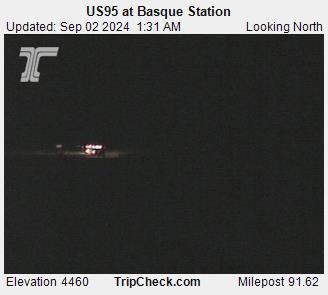 US95 at Basque Station
Updated: Sep 02 2024 1:31 AM Looking North
Elevation 4460 TripCheck.com Milepost 91.62